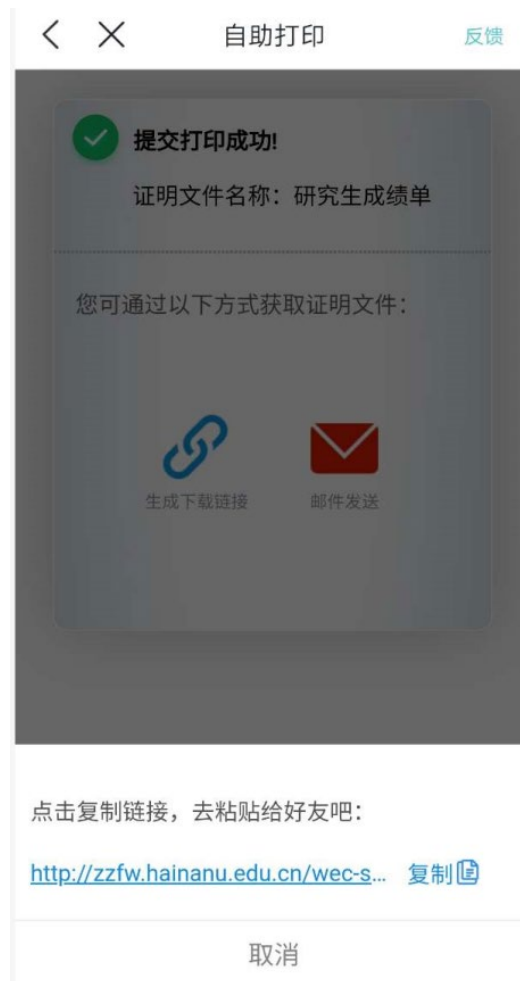 自助打印
反馈
提交打印成功!
证明文件名称：研究生成绩单
您可通过以下方式获取证明文件：
生成下载链接
邮件发送
点击复制链接，去粘贴给好友吧：
http://zzfw.hainanu.edu.cn/wec-s...
复制
取消